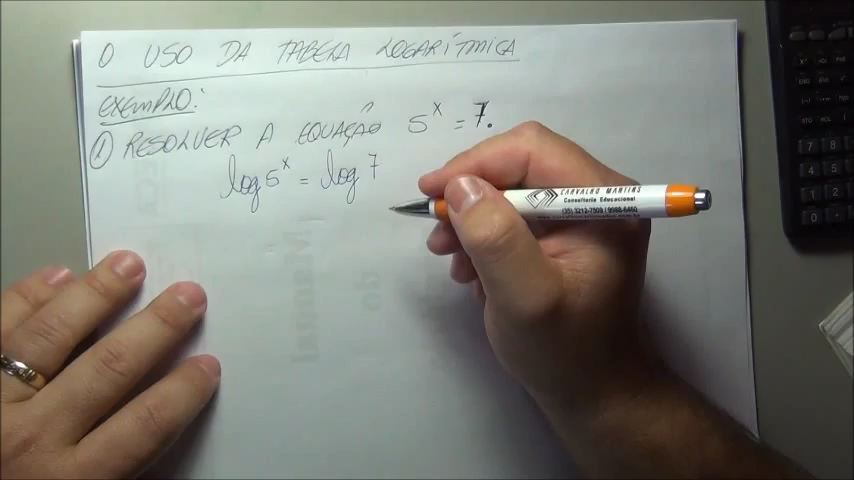 O USO DA TABELA LOGARÍTMICA
EXEMPLO:
① RESOLVER A EQUAÇÃO 5ˣ = 7.
log 5ˣ = log 7
CARVALHO MARTINS
Consultoria Educacional